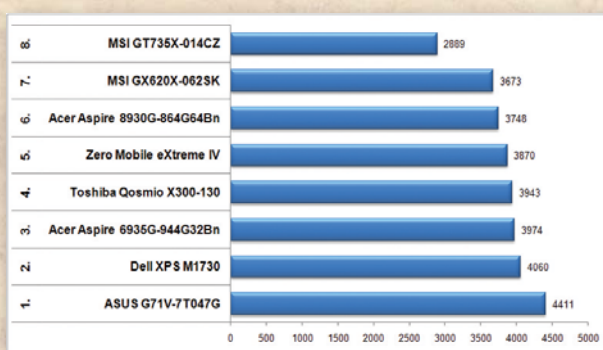 8. MSI GT735X-014CZ 2889
7. MSI GX620X-062SK 3673
6. Acer Aspire 8930G-864G64Bn 3748
5. Zero Mobile eXtreme IV 3870
4. Toshiba Qosmio X300-130 3943
3. Acer Aspire 6935G-944G32Bn 3974
2. Dell XPS M1730 4060
1. ASUS G71V-7T047G 4411
0 500 1000 1500 2000 2500 3000 3500 4000 4500 5000